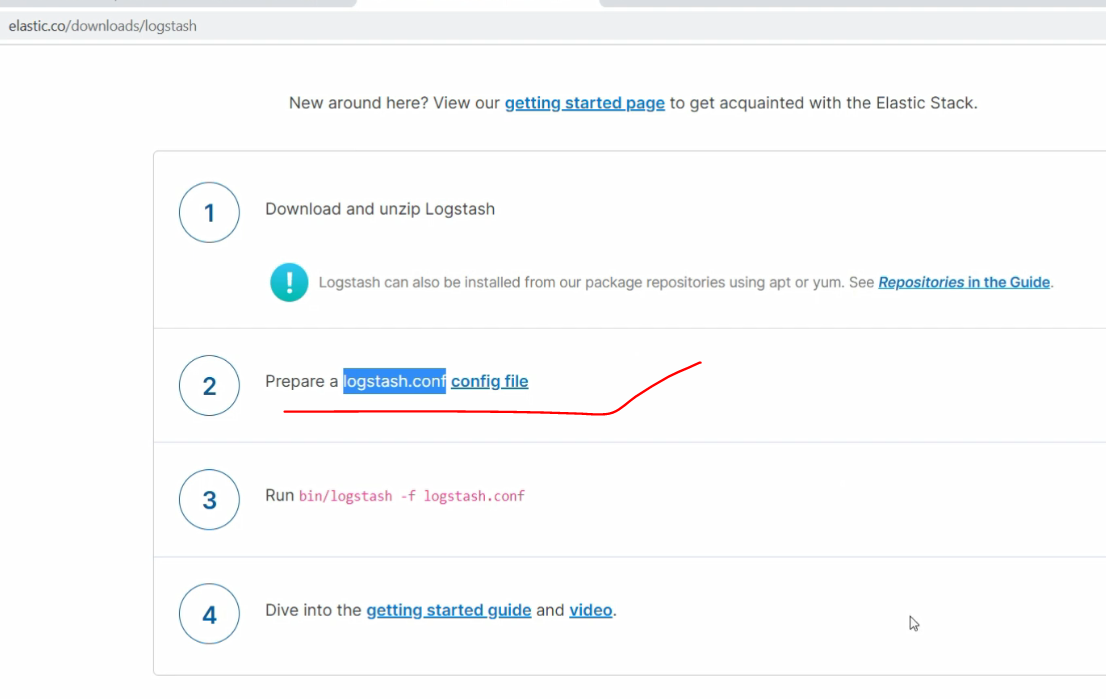 elastic.co/downloads/logstash
New around here? View our getting started page to get acquainted with the Elastic Stack.
1
Download and unzip Logstash
! Logstash can also be installed from our package repositories using apt or yum. See Repositories in the Guide.
2
Prepare a logstash.conf config file
3
Run bin/logstash -f logstash.conf
4
Dive into the getting started guide and video.